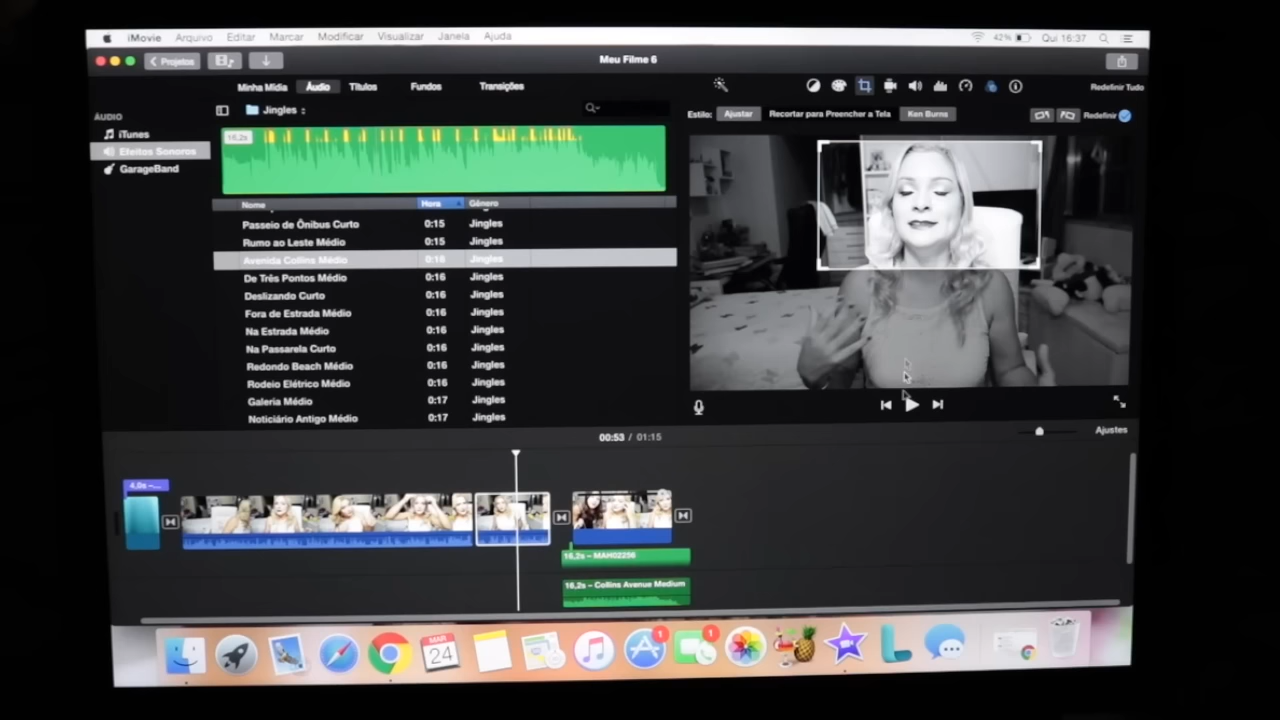 iMovie Arquivo Editar Marcar Modificar Visualizar Janela Ajuda 42% Qui 16:37
Projetos Meu Filme 6
Minha Mídia Áudio Títulos Fundos Transições Redefinir Tudo
ÁUDIO
iTunes
Efeitos Sonoros
GarageBand
Jingles
Estilo: Ajustar Recortar para Preencher a Tela Ken Burns Redefinir
16,2s
Nome Hora Gênero
Passeio de Ônibus Curto 0:15 Jingles
Rumo ao Leste Médio 0:15 Jingles
Avenida Collins Médio 0:16 Jingles
De Três Pontos Médio 0:16 Jingles
Deslizando Curto 0:16 Jingles
Fora de Estrada Médio 0:16 Jingles
Na Estrada Médio 0:16 Jingles
Na Passarela Curto 0:16 Jingles
Redondo Beach Médio 0:16 Jingles
Rodeio Elétrico Médio 0:16 Jingles
Galeria Médio 0:17 Jingles
Noticiário Antigo Médio 0:17 Jingles
00:53 / 01:15 Ajustes
4,0s –...
16,2s – MAH02256
16,2s – Collins Avenue Medium
MAR
24
1
1